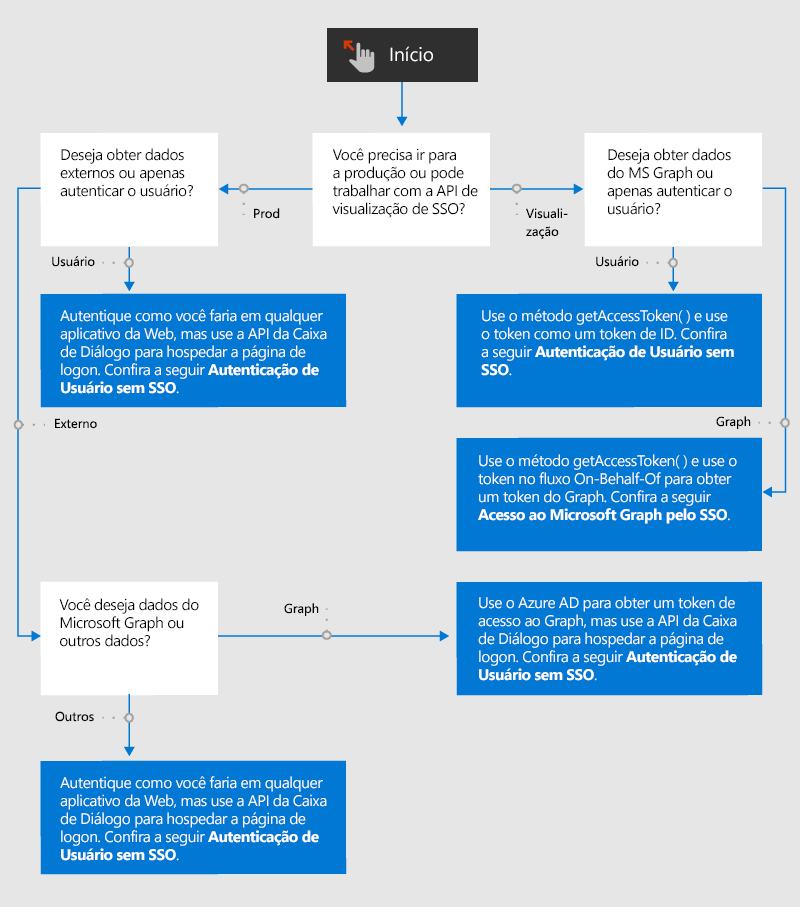 Início
Deseja obter dados
externos ou apenas
autenticar o usuário?
Você precisa ir para
a produção ou pode
trabalhar com a API de
visualização de SSO?
Deseja obter dados
do MS Graph ou
apenas autenticar o
usuário?
Prod
Visuali-
zação
Usuário
Usuário
Autentique como você faria em qualquer
aplicativo da Web, mas use a API da Caixa
de Diálogo para hospedar a página de
logon. Confira a seguir Autenticação de
Usuário sem SSO.
Use o método getAccessToken( ) e use
o token como um token de ID. Confira
a seguir Autenticação de Usuário sem
SSO.
Externo
Graph
Use o método getAccessToken( ) e use o
token no fluxo On-Behalf-Of para obter
um token do Graph. Confira a seguir
Acesso ao Microsoft Graph pelo SSO.
Você deseja dados do
Microsoft Graph ou
outros dados?
Graph
Use o Azure AD para obter um token de
acesso ao Graph, mas use a API da Caixa
de Diálogo para hospedar a página de
logon. Confira a seguir Autenticação de
Usuário sem SSO.
Outros
Autentique como você faria em qualquer
aplicativo da Web, mas use a API da Caixa
de Diálogo para hospedar a página de
logon. Confira a seguir Autenticação de
Usuário sem SSO.